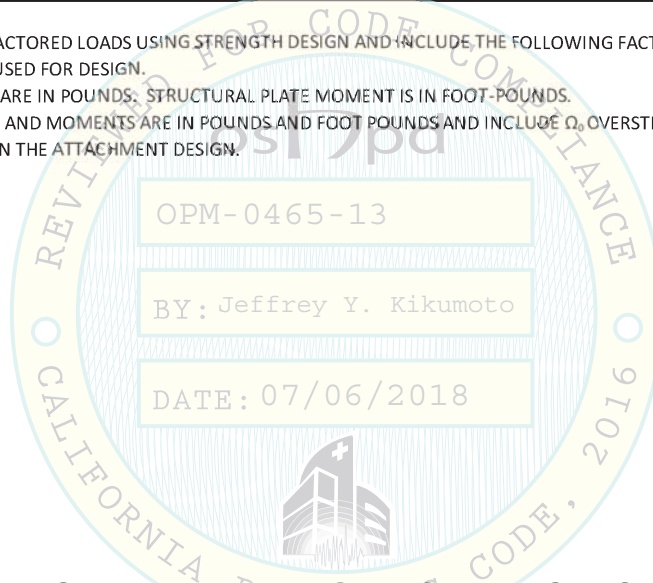 ACTORED LOADS USING STRENGTH DESIGN AND INCLUDE THE FOLLOWING FACT
USED FOR DESIGN.
ARE IN POUNDS. STRUCTURAL PLATE MOMENT IS IN FOOT-POUNDS.
AND MOMENTS ARE IN POUNDS AND FOOT POUNDS AND INCLUDE Ω₀ OVERST
N THE ATTACHMENT DESIGN.
REVIEWED FOR CODE COMPLIANCE
oshpd
OPM-0465-13
BY: Jeffrey Y. Kikumoto
DATE: 07/06/2018
CALIFORNIA
CODE, 2016